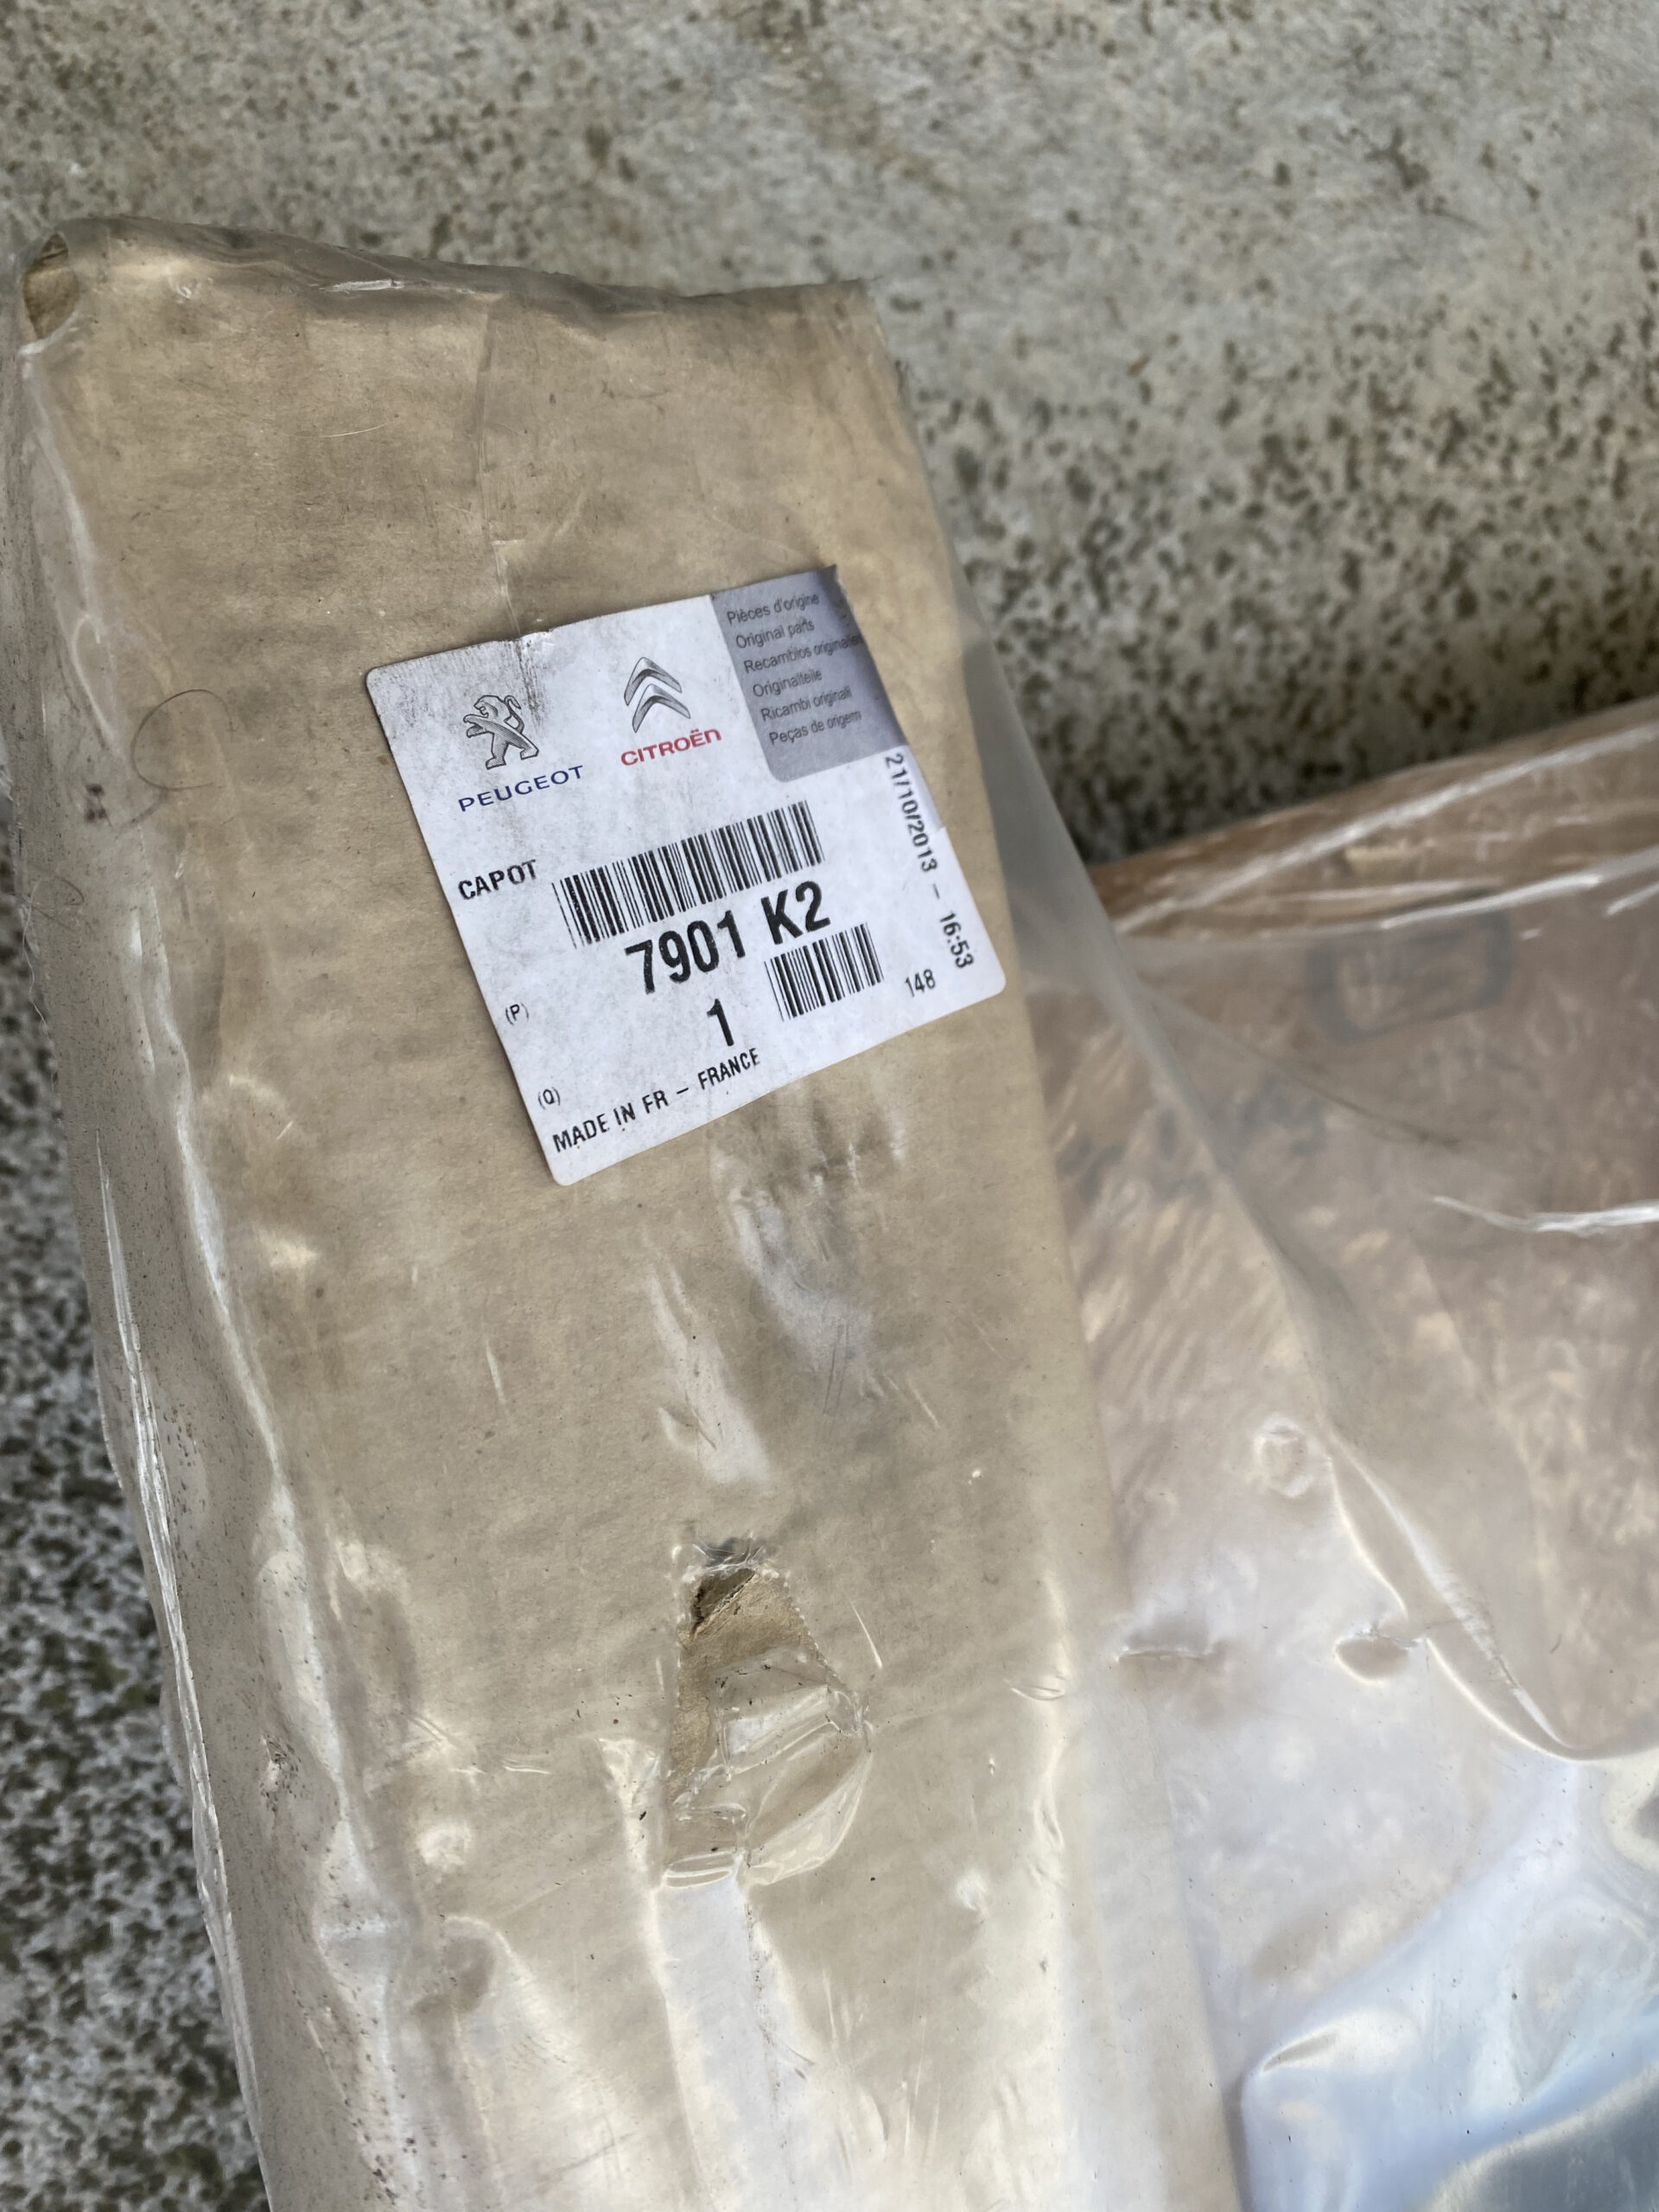 PEUGEOT
CITROËN
Pièces d'origine
Original parts
Recambios originales
Originalteile
Ricambi originali
Peças de origem
CAPOT
7901 K2
(P)
1
148
(Q)
MADE IN FR – FRANCE
21/10/2013 – 16:53